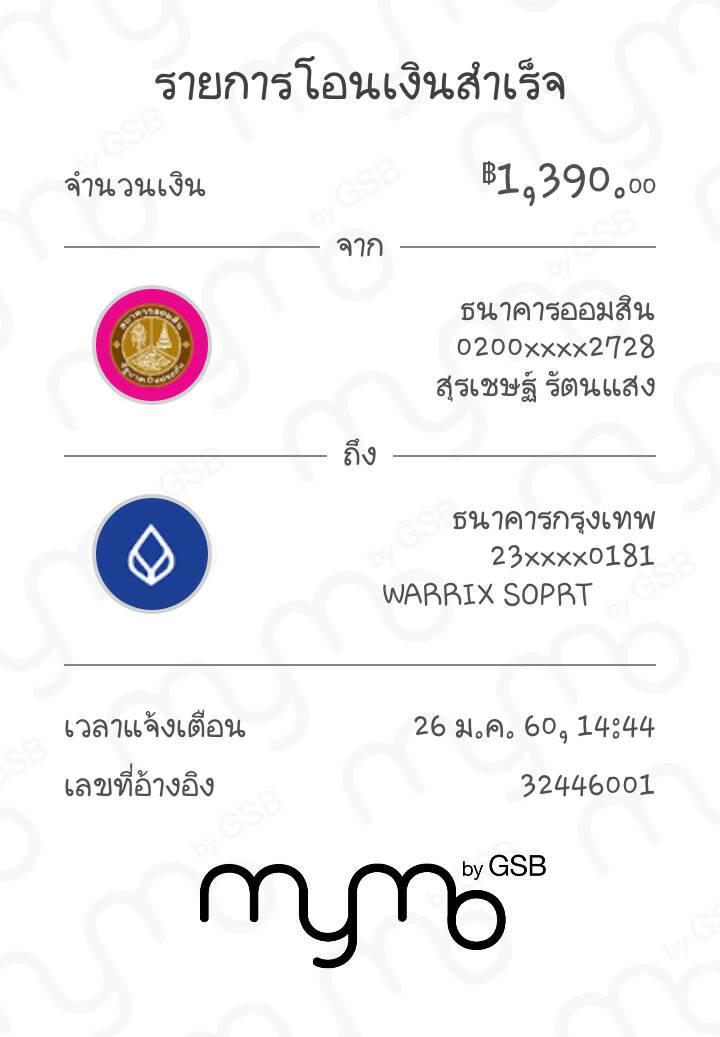 รายการโอนเงินสำเร็จ
จำนวนเงิน ฿1,390.00
จาก
ธนาคารออมสิน
0200xxxx2728
สุรเชษฐ์ รัตนแสง
ถึง
ธนาคารกรุงเทพ
23xxxx0181
WARRIX SOPRT
เวลาแจ้งเตือน 26 ม.ค. 60, 14:44
เลขที่อ้างอิง 32446001
mymo by GSB